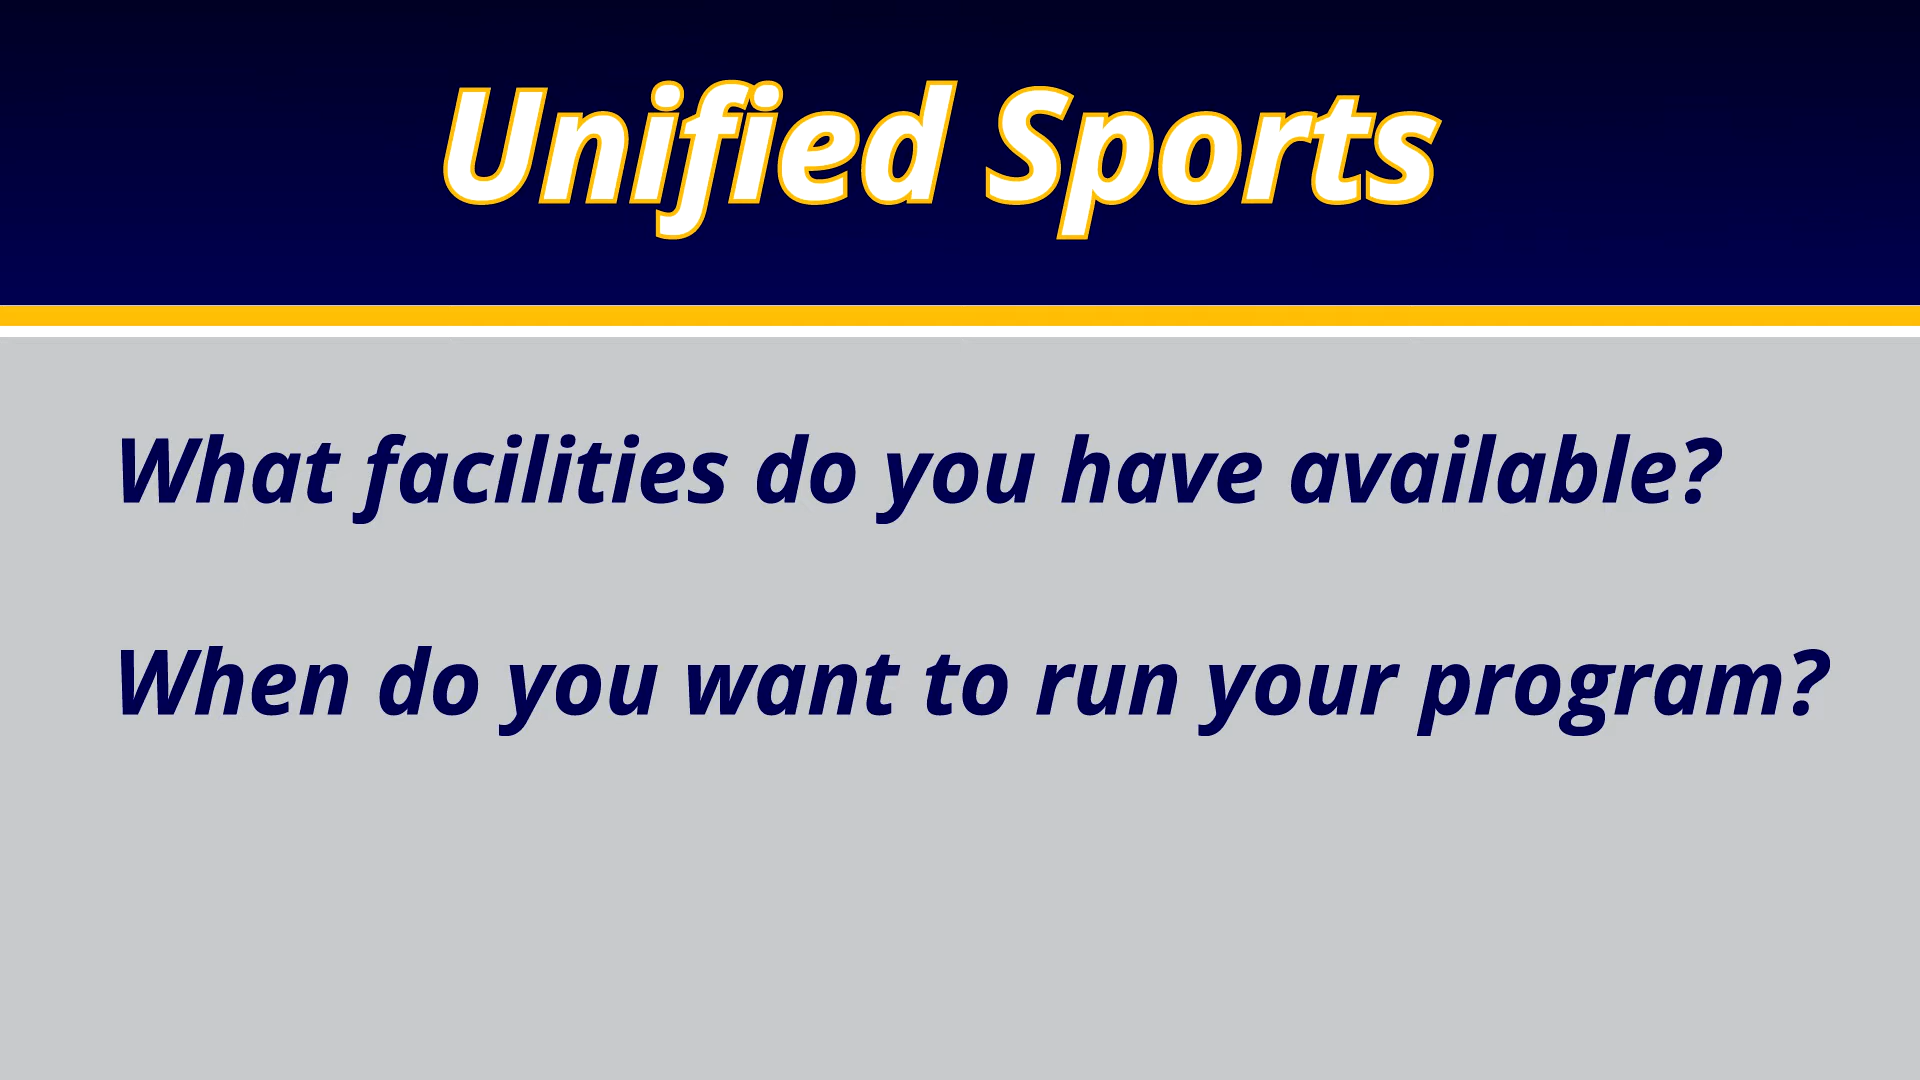 Unified Sports
What facilities do you have available?
When do you want to run your program?